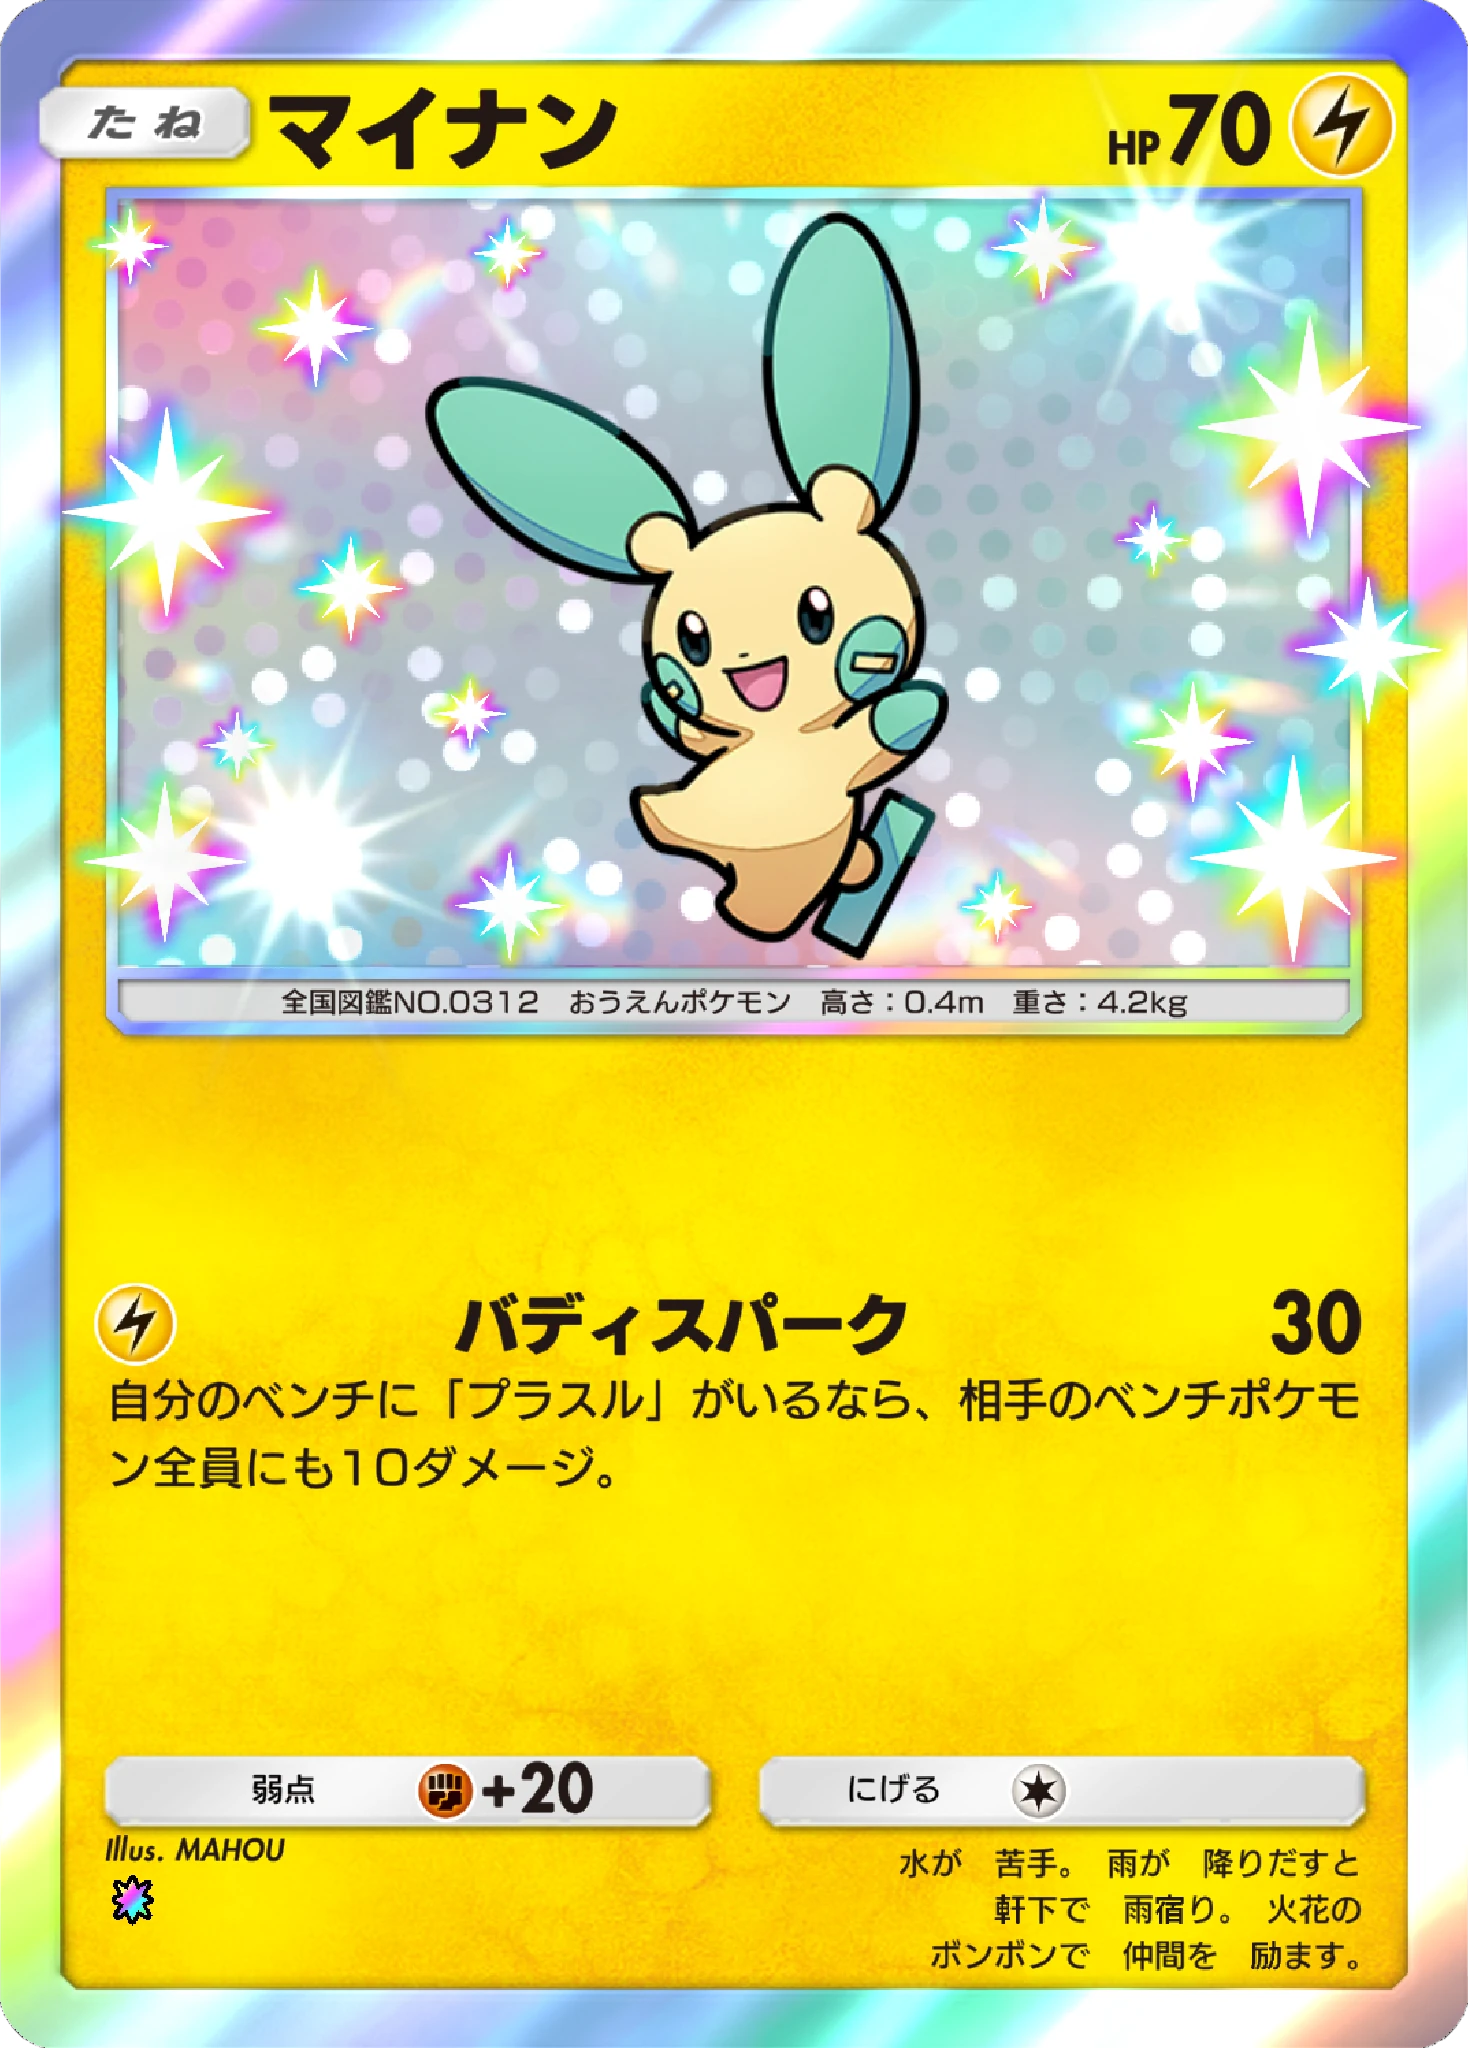 たね マイナン HP70
全国図鑑NO.0312 おうえんポケモン 高さ:0.4m 重さ:4.2kg
バディスパーク 30
自分のベンチに「プラスル」がいるなら、相手のベンチポケモ
ン全員にも10ダメージ。
弱点 +20 にげる
Illus. MAHOU
水が 苦手。 雨が 降りだすと
軒下で 雨宿り。 火花の
ボンボンで 仲間を 励ます。